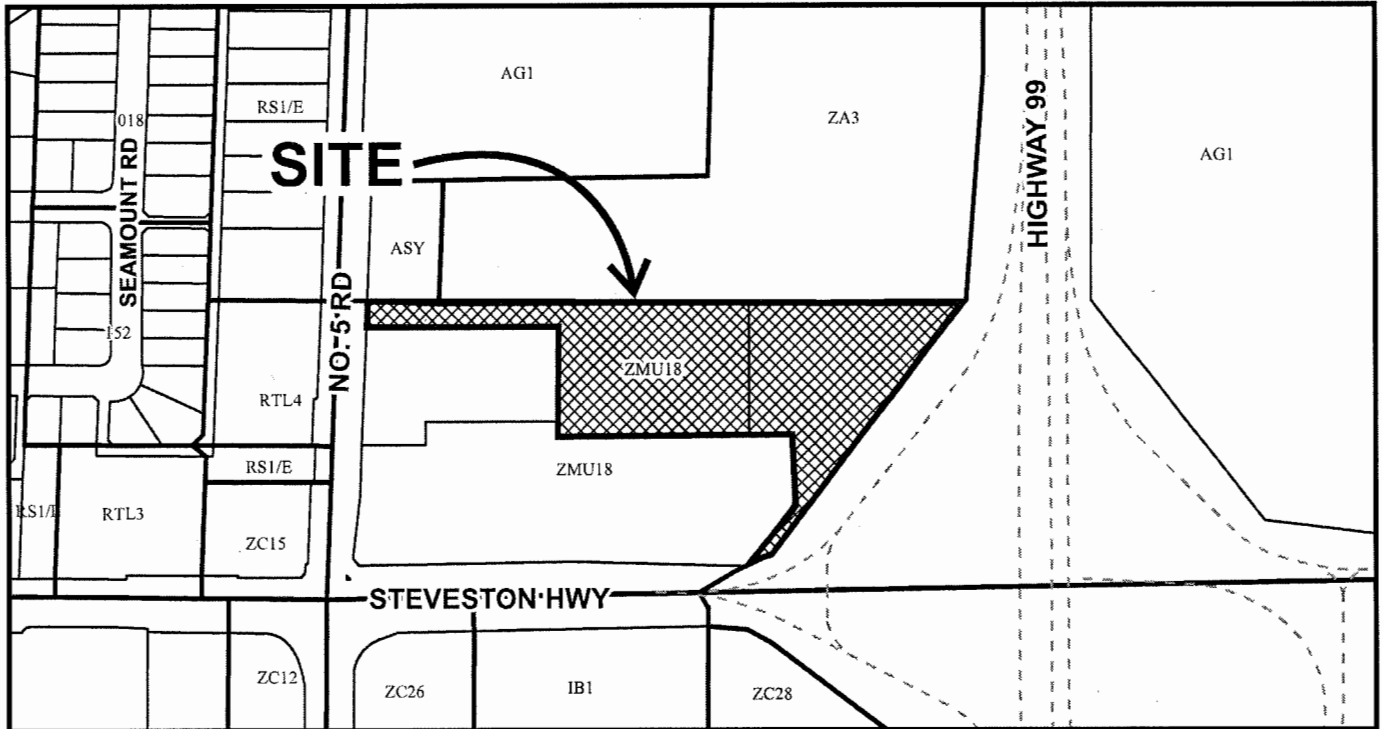 AG1
RS1/E
018
ZA3
HIGHWAY 99
AG1
SITE
SEAMOUNT RD
ASY
NO. 5 RD
152
ZMU18
RTL4
RS1/E
ZMU18
RTL3
ZC15
STEVESTON HWY
ZC12
ZC26
IB1
ZC28